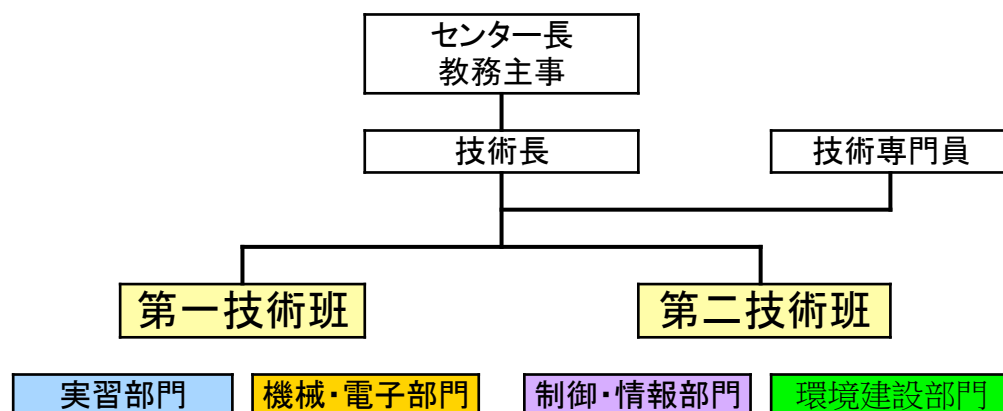 センター長
教務主事
技術長
技術専門員
第一技術班
第二技術班
実習部門
機械・電子部門
制御・情報部門
環境建設部門